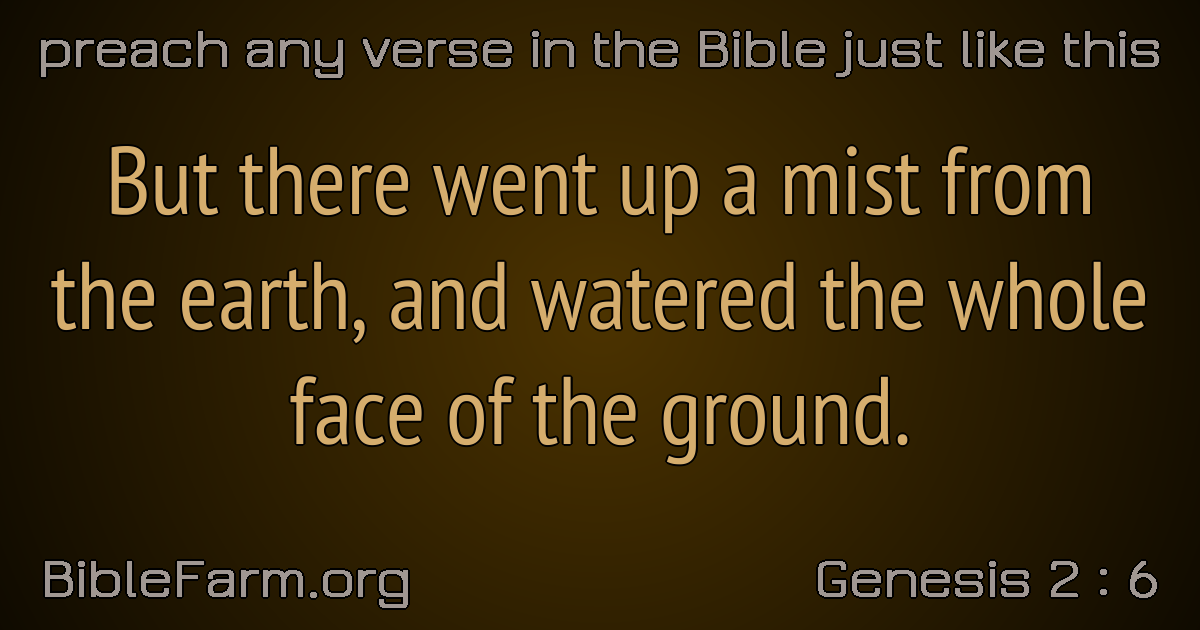 preach any verse in the Bible just like this
But there went up a mist from
the earth, and watered the whole
face of the ground.
BibleFarm.org
Genesis 2 : 6